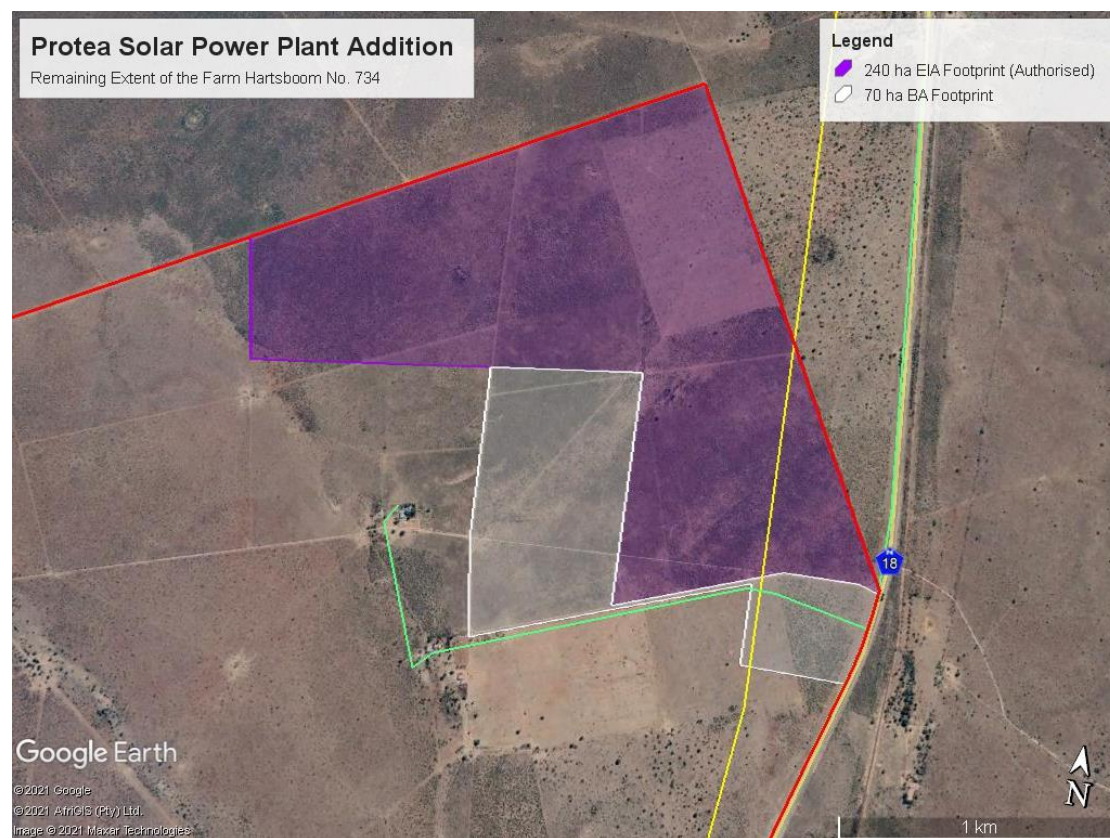 Protea Solar Power Plant Addition
Remaining Extent of the Farm Hartsboom No. 734
Legend
240 ha EIA Footprint (Authorised)
70 ha BA Footprint
N
18
Google Earth
©2021 Google
©2021 AfriGIS (Pty) Ltd.
Image © 2021 Maxar Technologies
N
1 km